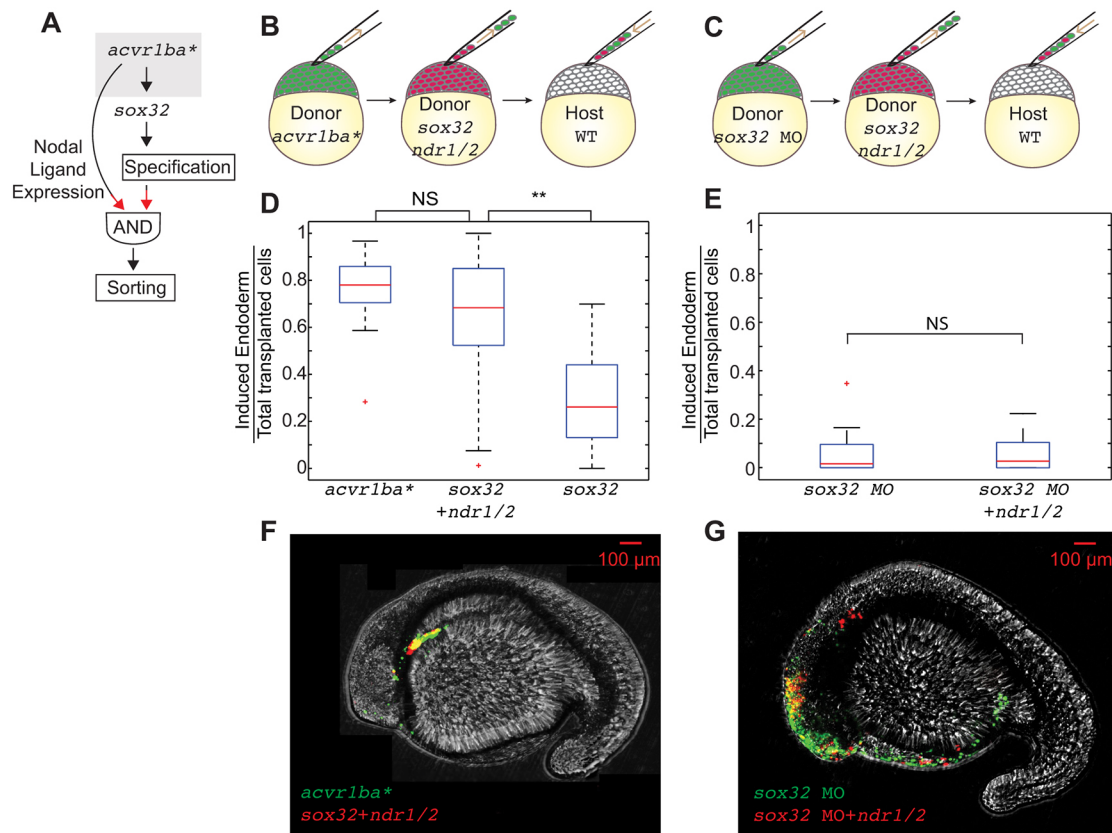 A
acvr1ba*
sox32
Nodal
Ligand
Expression
Specification
AND
Sorting
B
Donor
acvr1ba*
Donor
sox32
ndr1/2
Host
WT
C
Donor
sox32 MO
Donor
sox32
ndr1/2
Host
WT
D
NS
**
Induced Endoderm
Total transplanted cells
1
0.8
0.6
0.4
0.2
0
acvr1ba*
sox32
+ndr1/2
sox32
E
NS
Induced Endoderm
Total transplanted cells
1
0.8
0.6
0.4
0.2
0
sox32 MO
sox32 MO
+ndr1/2
F
100 µm
acvr1ba*
sox32+ndr1/2
G
100 µm
sox32 MO
sox32 MO+ndr1/2